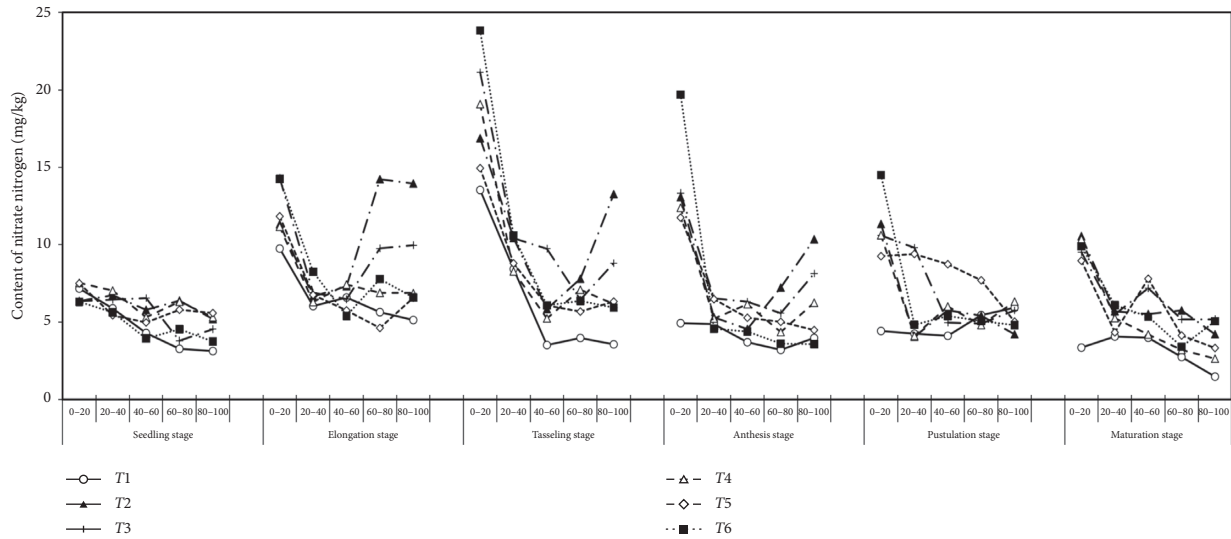 Content of nitrate nitrogen (mg/kg)
25
20
15
10
5
0
0–20 20–40 40–60 60–80 80–100 0–20 20–40 40–60 60–80 80–100 0–20 20–40 40–60 60–80 80–100 0–20 20–40 40–60 60–80 80–100 0–20 20–40 40–60 60–80 80–100 0–20 20–40 40–60 60–80 80–100
Seedling stage Elongation stage Tasseling stage Anthesis stage Pustulation stage Maturation stage
T1 T4
T2 T5
T3 T6